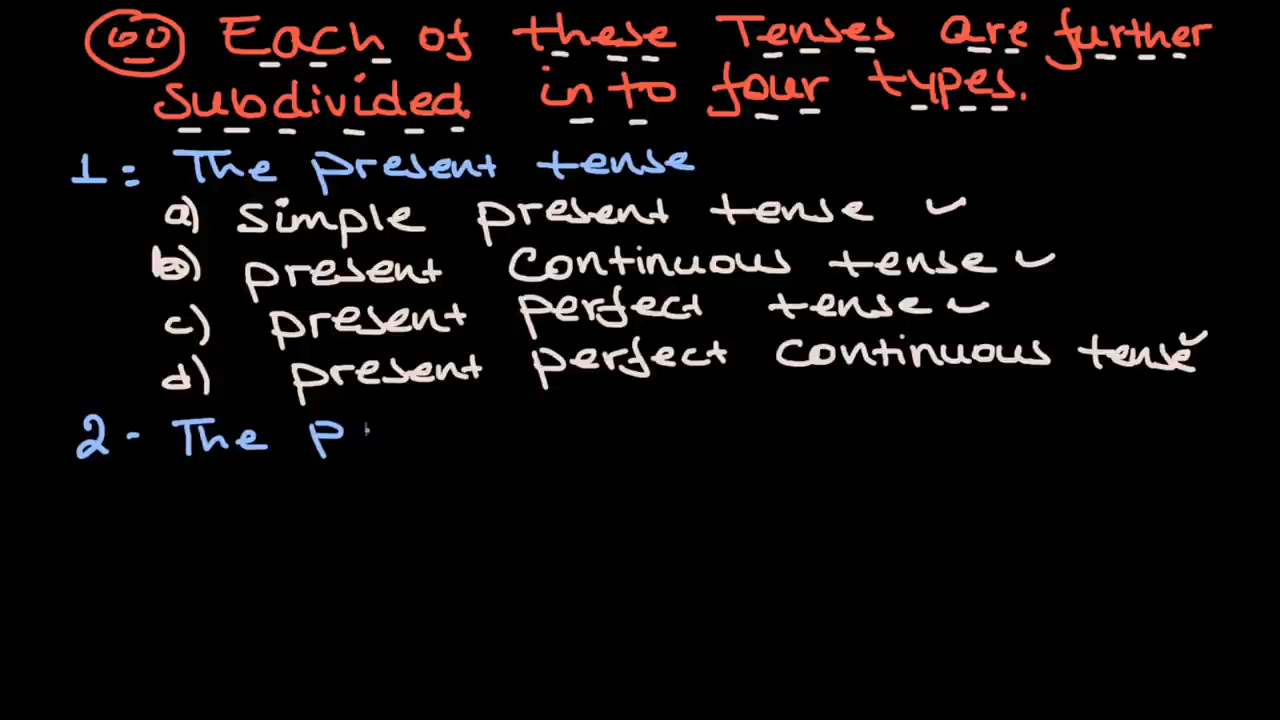 60 Each of these Tenses are further
subdivided into four types.
1: The present tense
a) simple present tense
b) present continuous tense
c) present perfect tense
d) present perfect continuous tense
2- The p